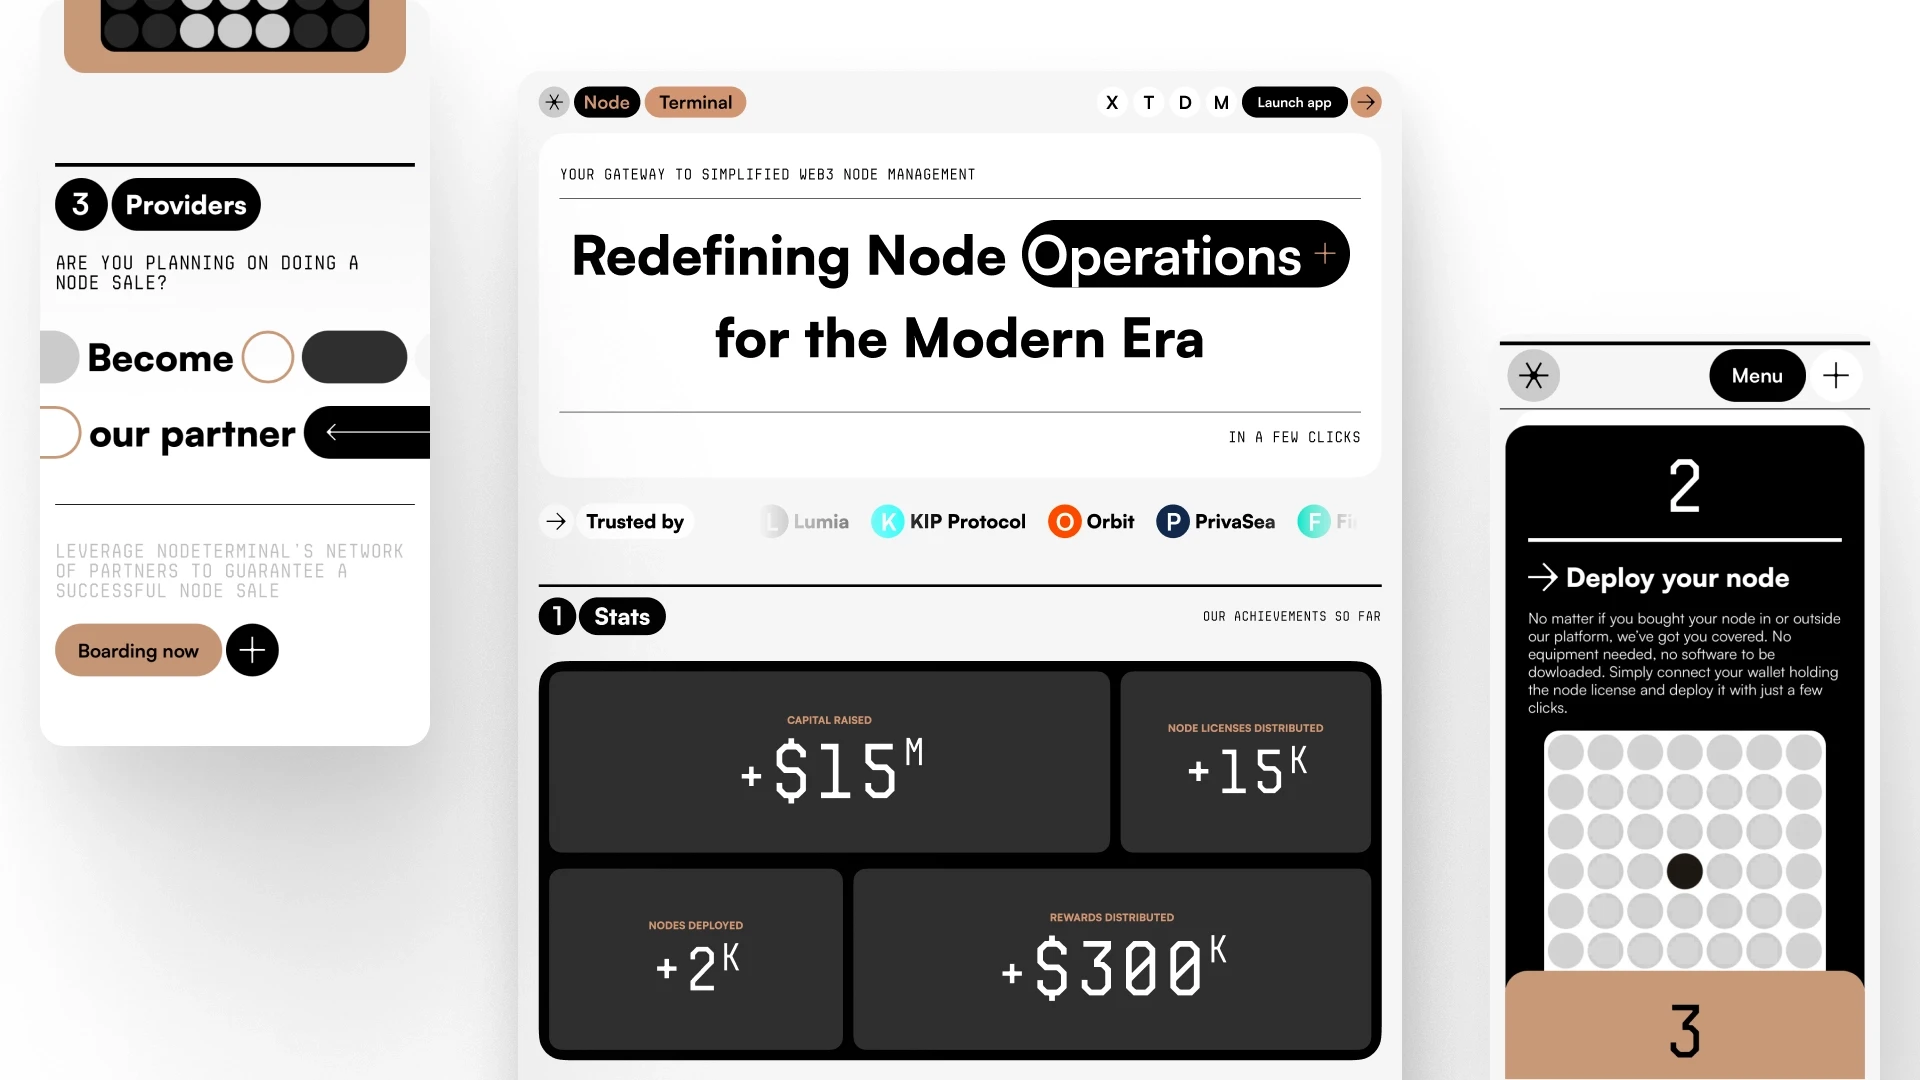 3 Providers
ARE YOU PLANNING ON DOING A
NODE SALE?
Become
our partner
LEVERAGE NODETERMINAL'S NETWORK
OF PARTNERS TO GUARANTEE A
SUCCESSFUL NODE SALE
Boarding now
Node Terminal
X T D M Launch app
YOUR GATEWAY TO SIMPLIFIED WEB3 NODE MANAGEMENT
Redefining Node Operations
for the Modern Era
IN A FEW CLICKS
Trusted by
L Lumia K KIP Protocol O Orbit P PrivaSea F
1 Stats
OUR ACHIEVEMENTS SO FAR
CAPITAL RAISED
+$15M
NODE LICENSES DISTRIBUTED
+15K
NODES DEPLOYED
+2K
REWARDS DISTRIBUTED
+$300K
Menu
2
Deploy your node
No matter if you bought your node in or outside
our platform, we've got you covered. No
equipment needed, no software to be
dowloaded. Simply connect your wallet holding
the node license and deploy it with just a few
clicks.
3